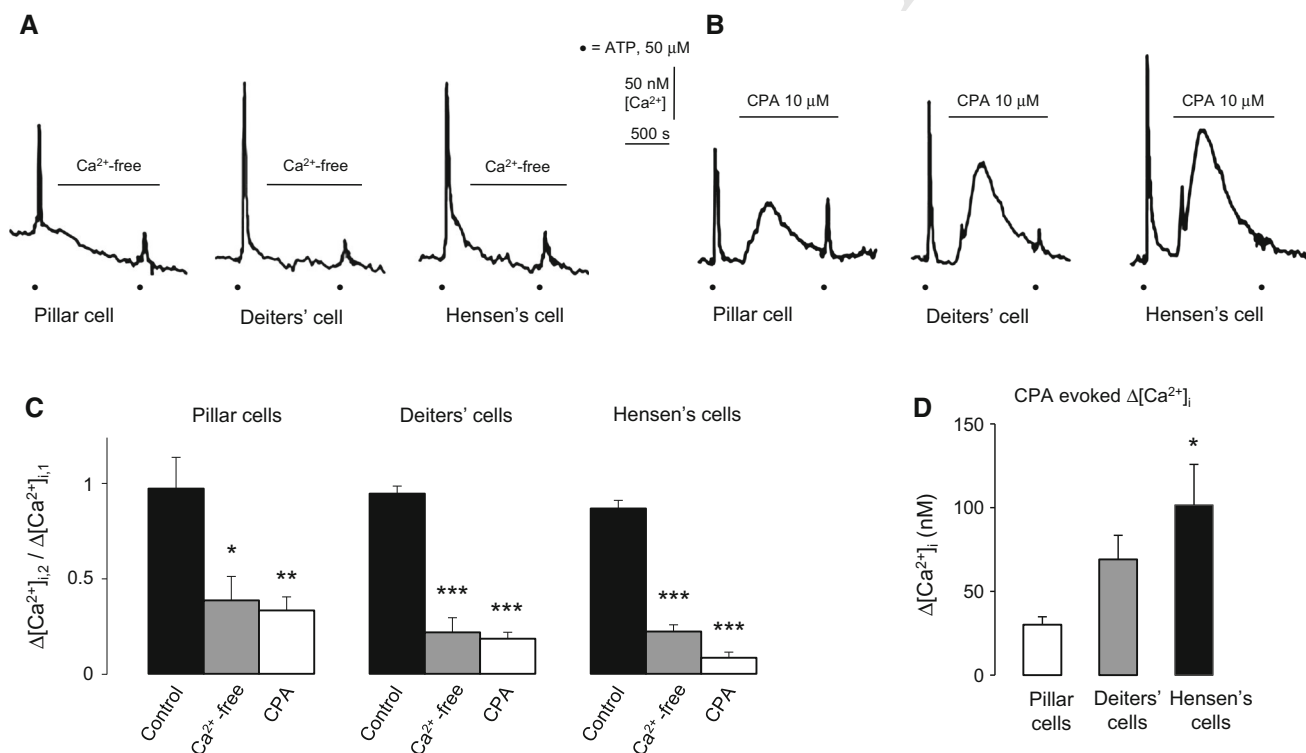 A
• = ATP, 50 μM
50 nM
[Ca²⁺]
500 s
Ca²⁺-free
Ca²⁺-free
Ca²⁺-free
Pillar cell
Deiters' cell
Hensen's cell
B
CPA 10 μM
CPA 10 μM
CPA 10 μM
Pillar cell
Deiters' cell
Hensen's cell
C
Pillar cells
Deiters' cells
Hensen's cells
Δ[Ca²⁺]i,2 / Δ[Ca²⁺]i,1
1
0.5
0
*
**
***
***
***
***
Control
Ca²⁺-free
CPA
Control
Ca²⁺-free
CPA
Control
Ca²⁺-free
CPA
D
CPA evoked Δ[Ca²⁺]i
Δ[Ca²⁺]i (nM)
150
100
50
0
*
Pillar
cells
Deiters'
cells
Hensen's
cells